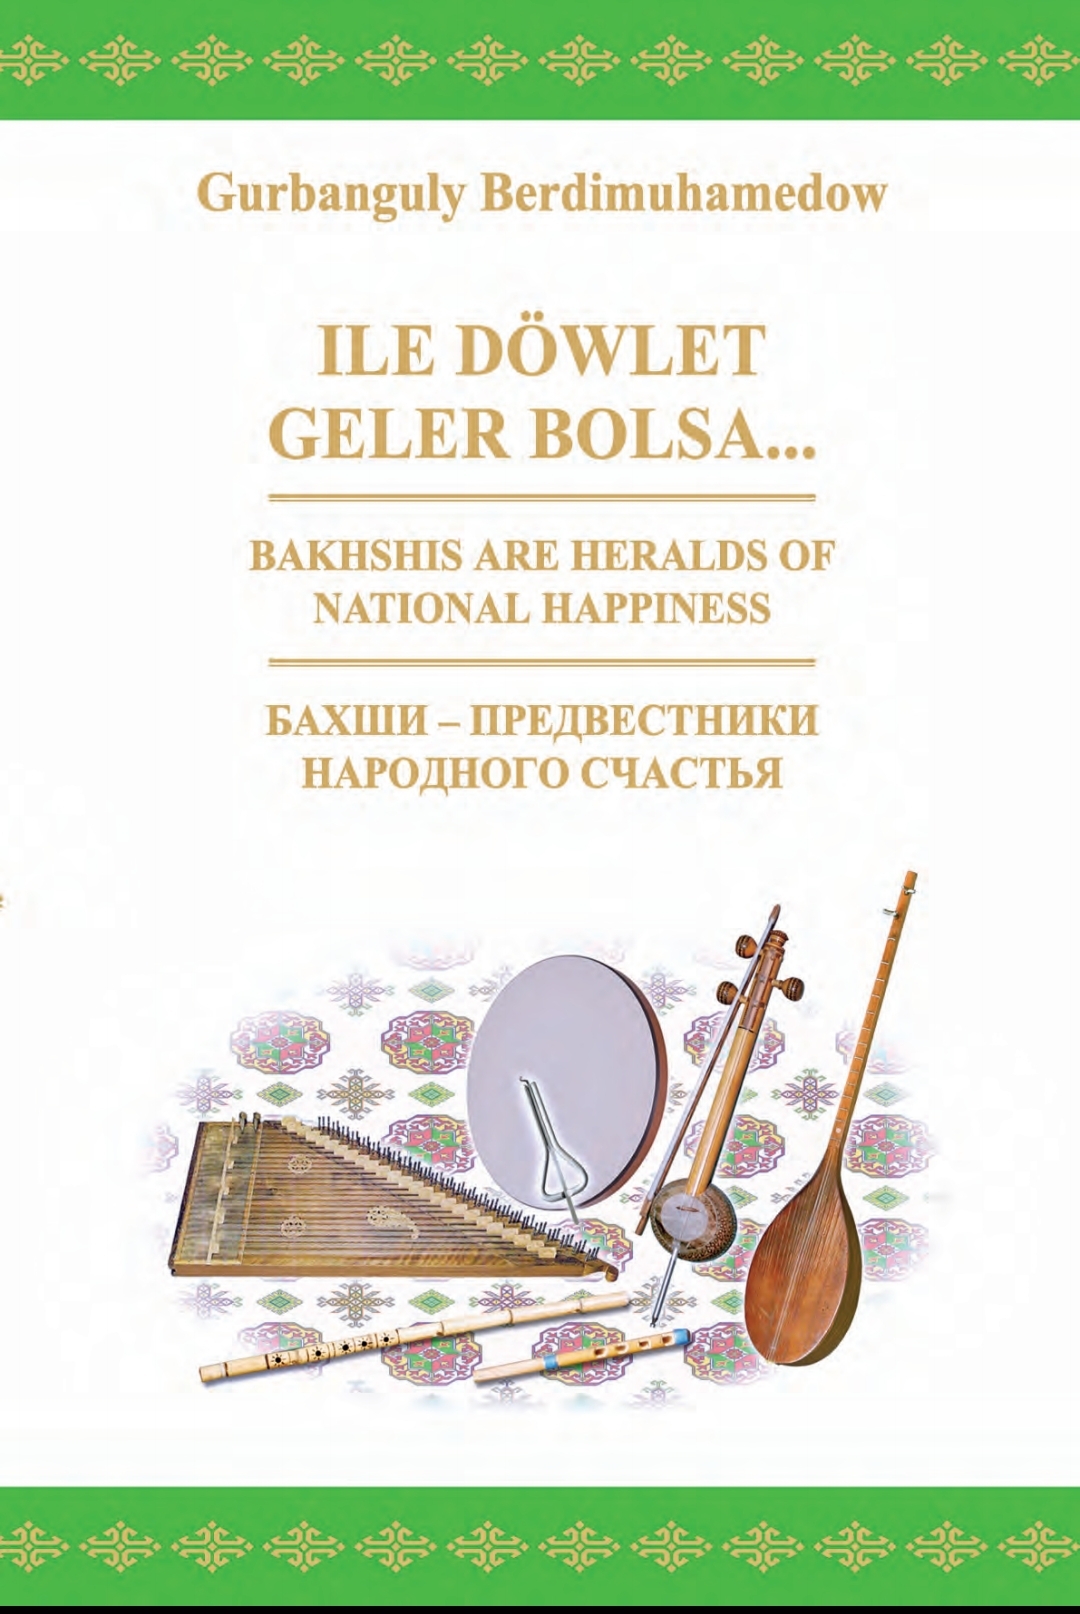 Gurbanguly Berdimuhamedow
ILE DÖWLET
GELER BOLSA...
BAKHSHIS ARE HERALDS OF
NATIONAL HAPPINESS
БАХШИ – ПРЕДВЕСТНИКИ
НАРОДНОГО СЧАСТЬЯ